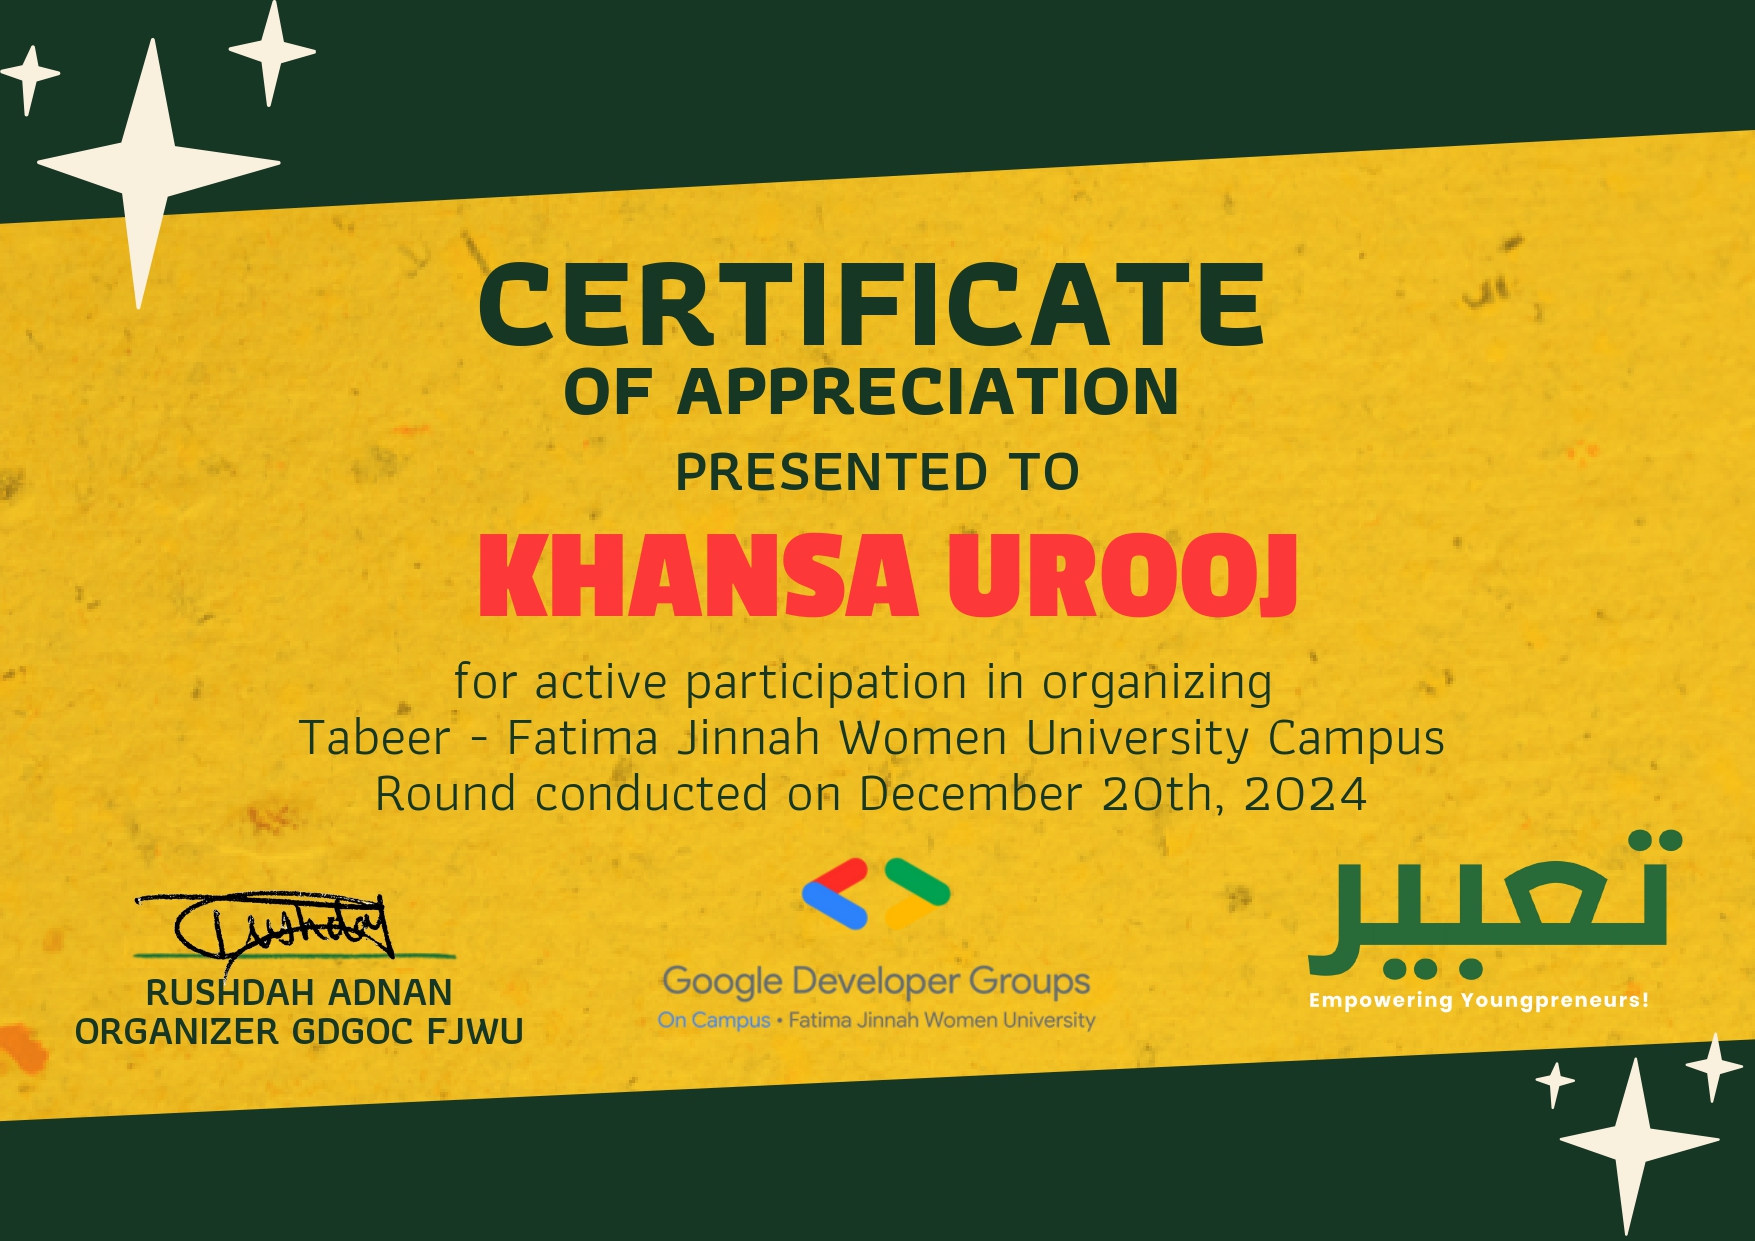 CERTIFICATE
OF APPRECIATION
PRESENTED TO
KHANSA UROOJ
for active participation in organizing
Tabeer - Fatima Jinnah Women University Campus
Round conducted on December 20th, 2024
Rushday
RUSHDAH ADNAN
ORGANIZER GDGOC FJWU
Google Developer Groups
On Campus • Fatima Jinnah Women University
تعبیر
Empowering Youngpreneurs!